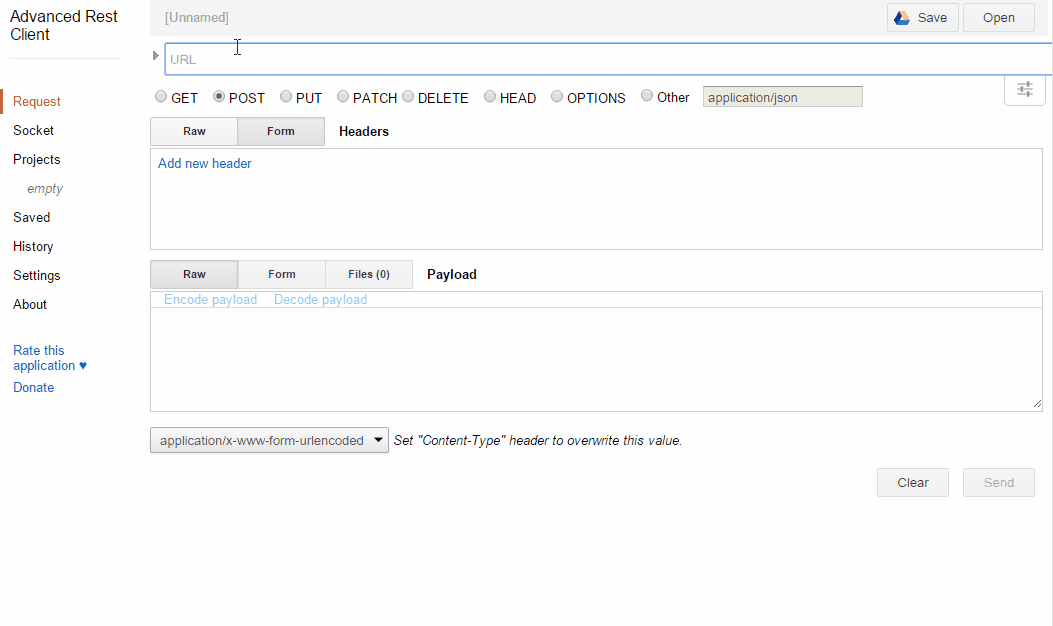 Advanced Rest
Client
[Unnamed]
Save
Open
URL
GET POST PUT PATCH DELETE HEAD OPTIONS Other application/json
Request
Socket
Projects
empty
Saved
History
Settings
About
Rate this
application ♥
Donate
Raw Form Headers
Add new header
Raw Form Files (0) Payload
Encode payload Decode payload
application/x-www-form-urlencoded Set "Content-Type" header to overwrite this value.
Clear Send